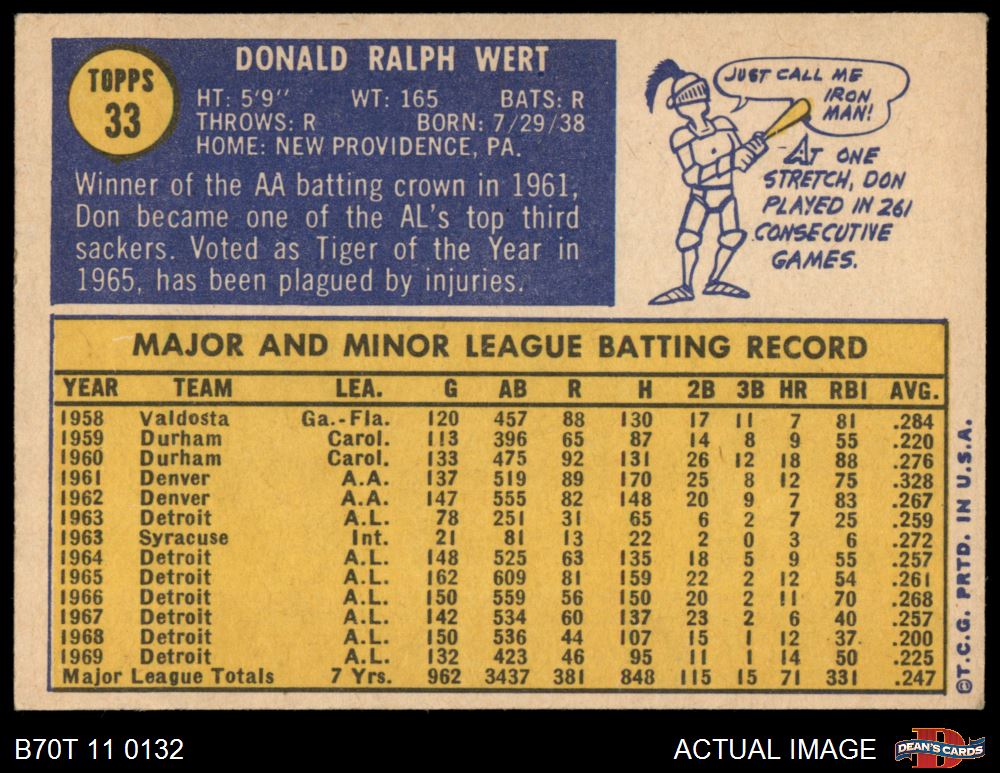 TOPPS
33
DONALD RALPH WERT
HT: 5'9" WT: 165 BATS: R
THROWS: R BORN: 7/29/38
HOME: NEW PROVIDENCE, PA.
Winner of the AA batting crown in 1961,
Don became one of the AL's top third
sackers. Voted as Tiger of the Year in
1965, has been plagued by injuries.
JUST CALL ME
IRON
MAN!
AT ONE
STRETCH, DON
PLAYED IN 261
CONSECUTIVE
GAMES.
MAJOR AND MINOR LEAGUE BATTING RECORD
YEAR TEAM LEA. G AB R H 2B 3B HR RBI AVG.
1958 Valdosta Ga.-Fla. 120 457 88 130 17 11 7 81 .284
1959 Durham Carol. 113 396 65 87 14 8 9 55 .220
1960 Durham Carol. 133 475 92 131 26 12 18 88 .276
1961 Denver A.A. 137 519 89 170 25 8 12 75 .328
1962 Denver A.A. 147 555 82 148 20 9 7 83 .267
1963 Detroit A.L. 78 251 31 65 6 2 7 25 .259
1963 Syracuse Int. 21 81 13 22 2 0 3 6 .272
1964 Detroit A.L. 148 525 63 135 18 5 9 55 .257
1965 Detroit A.L. 162 609 81 159 22 2 12 54 .261
1966 Detroit A.L. 150 559 56 150 20 2 11 70 .268
1967 Detroit A.L. 142 534 60 137 23 2 6 40 .257
1968 Detroit A.L. 150 536 44 107 15 1 12 37 .200
1969 Detroit A.L. 132 423 46 95 11 1 14 50 .225
Major League Totals 7 Yrs. 962 3437 381 848 115 15 71 331 .247
©T.C.G. PRTD. IN U.S.A.
B70T 11 0132
ACTUAL IMAGE
D
DEAN'S CARDS